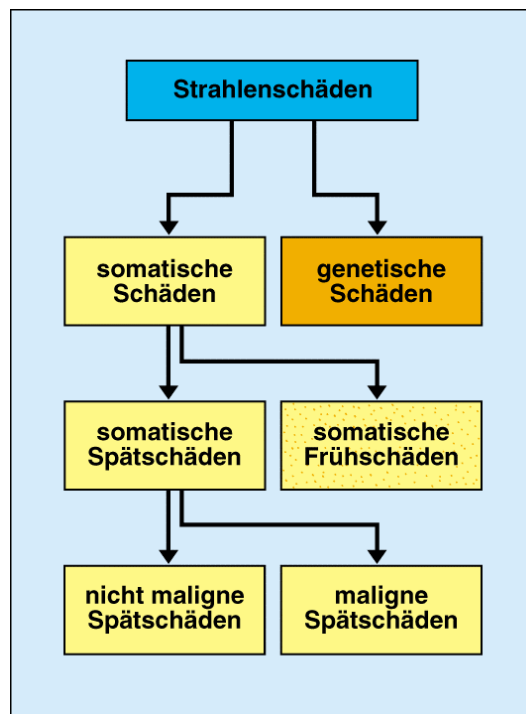 Strahlenschäden
somatische
Schäden
genetische
Schäden
somatische
Spätschäden
somatische
Frühschäden
nicht maligne
Spätschäden
maligne
Spätschäden